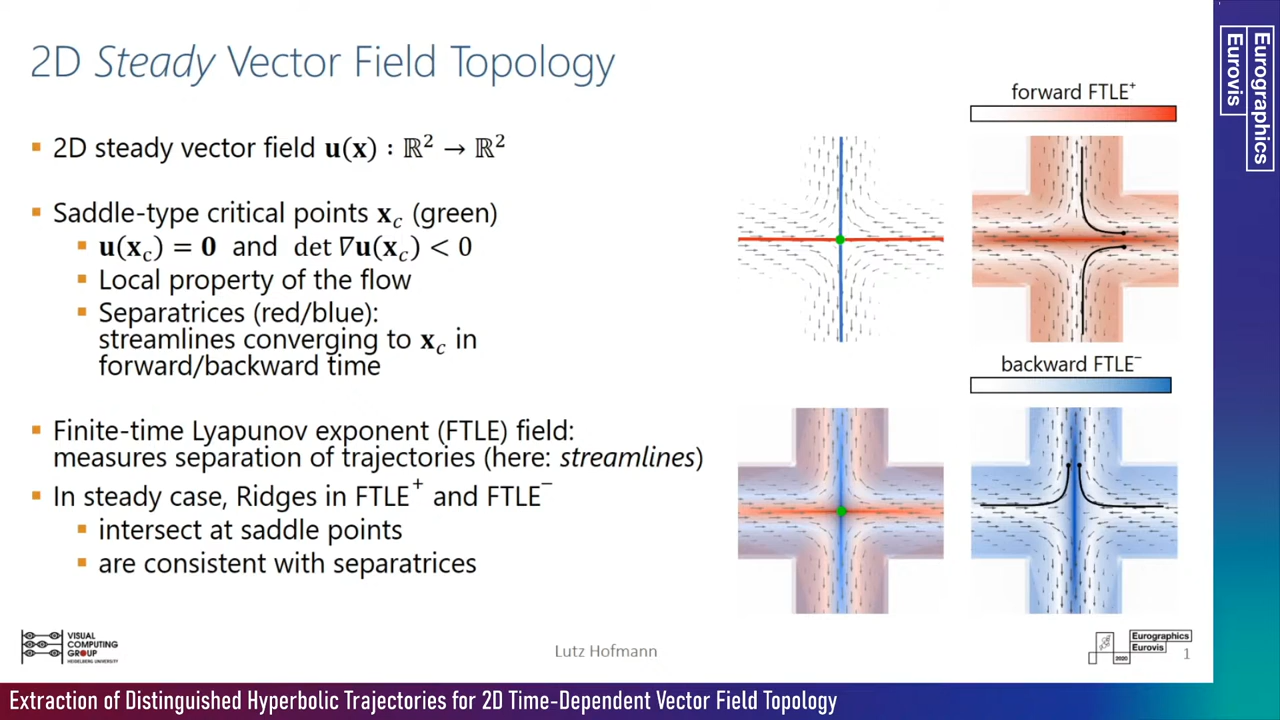 2D Steady Vector Field Topology
▪ 2D steady vector field u(x) : ℝ² → ℝ²
▪ Saddle-type critical points x_c (green)
▪ u(x_c) = 0 and det ∇u(x_c) < 0
▪ Local property of the flow
▪ Separatrices (red/blue):
streamlines converging to x_c in
forward/backward time
▪ Finite-time Lyapunov exponent (FTLE) field:
measures separation of trajectories (here: streamlines)
▪ In steady case, Ridges in FTLE⁺ and FTLE⁻
▪ intersect at saddle points
▪ are consistent with separatrices
forward FTLE⁺
backward FTLE⁻
VISUAL
COMPUTING
GROUP
HEIDELBERG UNIVERSITY
Lutz Hofmann
2020
Eurographics
Eurovis
1
Eurographics
Eurovis
Extraction of Distinguished Hyperbolic Trajectories for 2D Time-Dependent Vector Field Topology